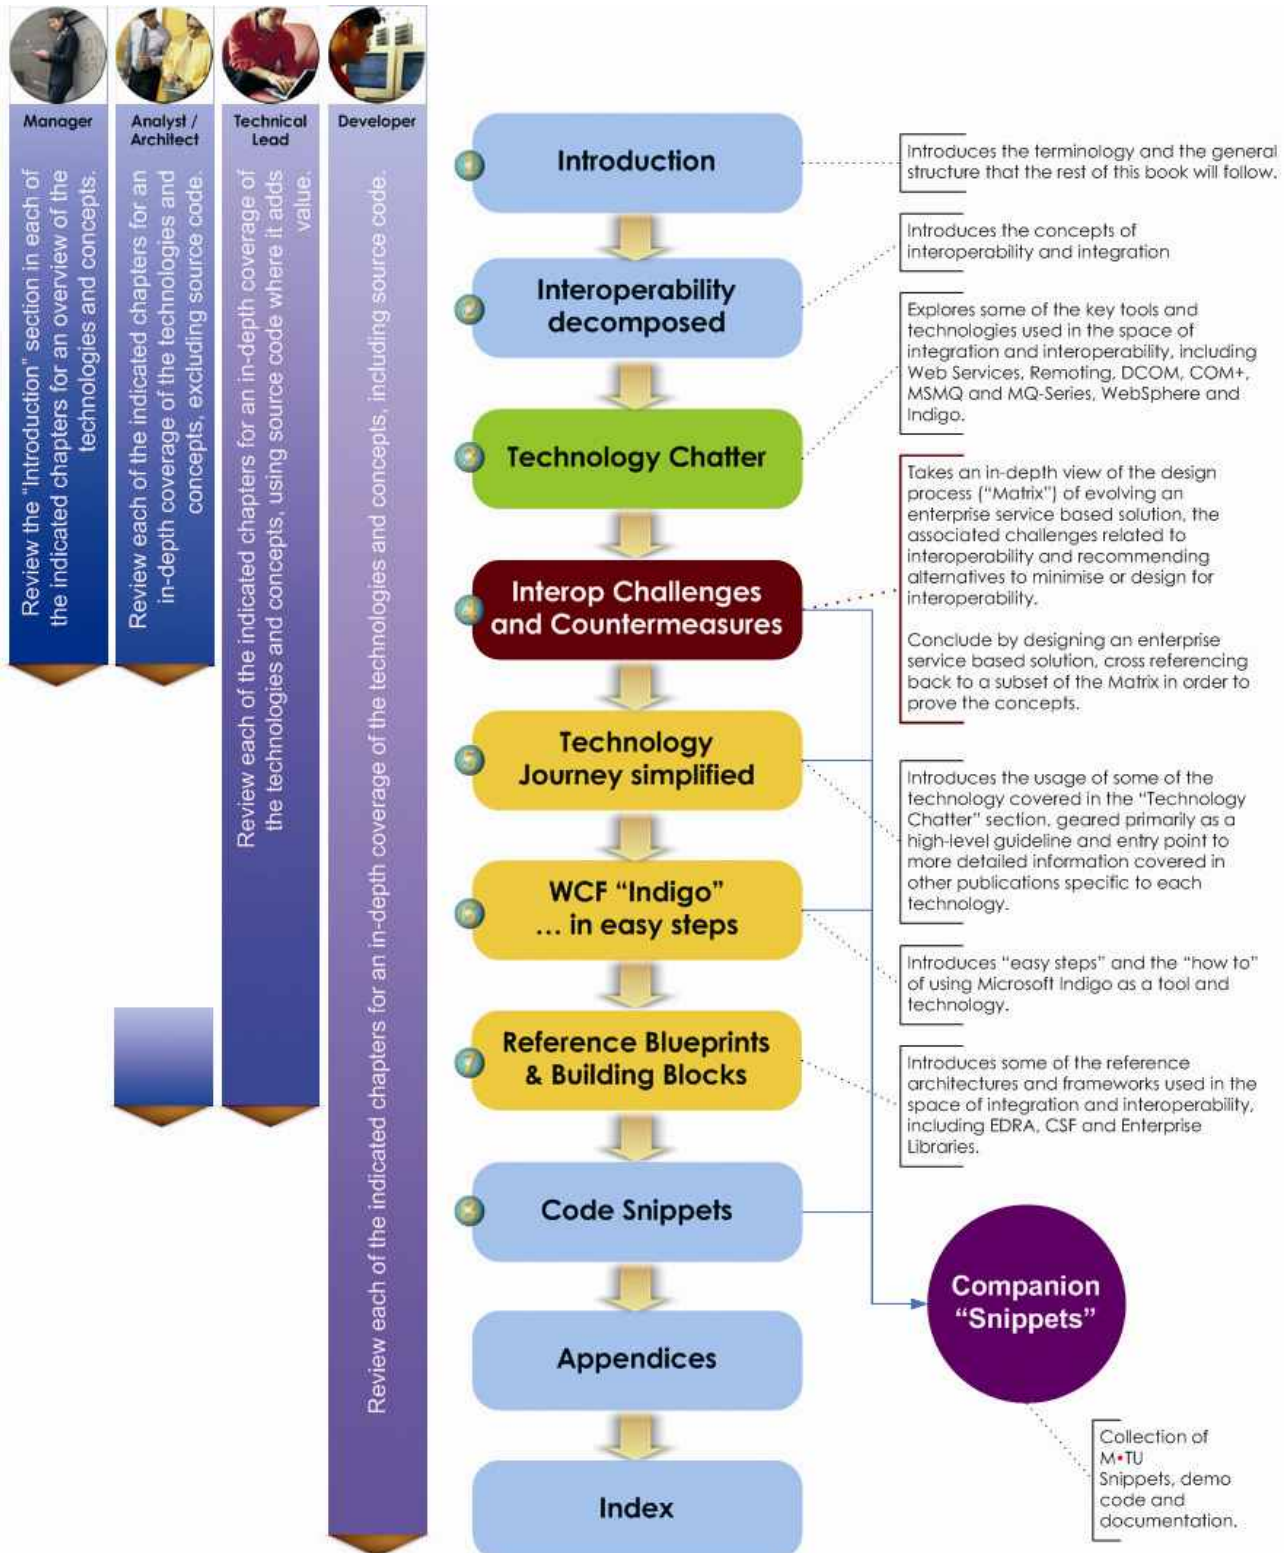 Manager
Review the “Introduction” section in each of
the indicated chapters for an overview of the
technologies and concepts.
Analyst /
Architect
Review each of the indicated chapters for an
in-depth coverage of the technologies and
concepts, excluding source code.
Technical
Lead
Review each of the indicated chapters for an in-depth coverage of
the technologies and concepts, using source code where it adds
value.
Developer
Review each of the indicated chapters for an in-depth coverage of the technologies and concepts, including source code.
1
Introduction
Introduces the terminology and the general
structure that the rest of this book will follow.
2
Interoperability
decomposed
Introduces the concepts of
interoperability and integration
3
Technology Chatter
Explores some of the key tools and
technologies used in the space of
integration and interoperability, including
Web Services, Remoting, DCOM, COM+,
MSMQ and MQ-Series, WebSphere and
Indigo.
4
Interop Challenges
and Countermeasures
Takes an in-depth view of the design
process (“Matrix”) of evolving an
enterprise service based solution, the
associated challenges related to
interoperability and recommending
alternatives to minimise or design for
interoperability.
Conclude by designing an enterprise
service based solution, cross referencing
back to a subset of the Matrix in order to
prove the concepts.
5
Technology
Journey simplified
Introduces the usage of some of the
technology covered in the “Technology
Chatter” section, geared primarily as a
high-level guideline and entry point to
more detailed information covered in
other publications specific to each
technology.
6
WCF “Indigo”
... in easy steps
Introduces “easy steps” and the “how to”
of using Microsoft Indigo as a tool and
technology.
7
Reference Blueprints
& Building Blocks
Introduces some of the reference
architectures and frameworks used in the
space of integration and interoperability,
including EDRA, CSF and Enterprise
Libraries.
8
Code Snippets
Companion
“Snippets”
Appendices
Collection of
M•TU
Snippets, demo
code and
documentation.
Index